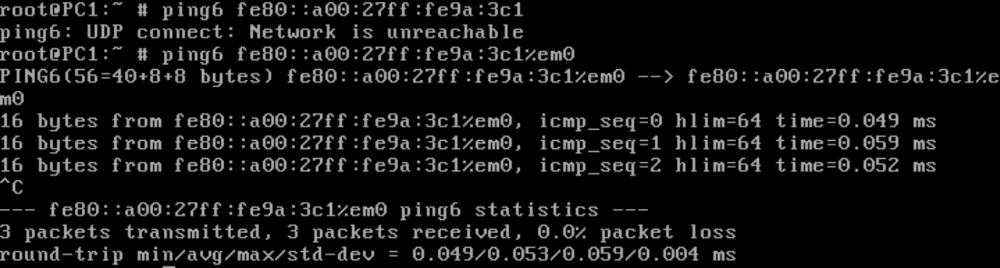 root@PC1:~ # ping6 fe80::a00:27ff:fe9a:3c1
ping6: UDP connect: Network is unreachable
root@PC1:~ # ping6 fe80::a00:27ff:fe9a:3c1%em0
PING6(56=40+8+8 bytes) fe80::a00:27ff:fe9a:3c1%em0 --> fe80::a00:27ff:fe9a:3c1%e
m0
16 bytes from fe80::a00:27ff:fe9a:3c1%em0, icmp_seq=0 hlim=64 time=0.049 ms
16 bytes from fe80::a00:27ff:fe9a:3c1%em0, icmp_seq=1 hlim=64 time=0.059 ms
16 bytes from fe80::a00:27ff:fe9a:3c1%em0, icmp_seq=2 hlim=64 time=0.052 ms
^C
--- fe80::a00:27ff:fe9a:3c1%em0 ping6 statistics ---
3 packets transmitted, 3 packets received, 0.0% packet loss
round-trip min/avg/max/std-dev = 0.049/0.053/0.059/0.004 ms